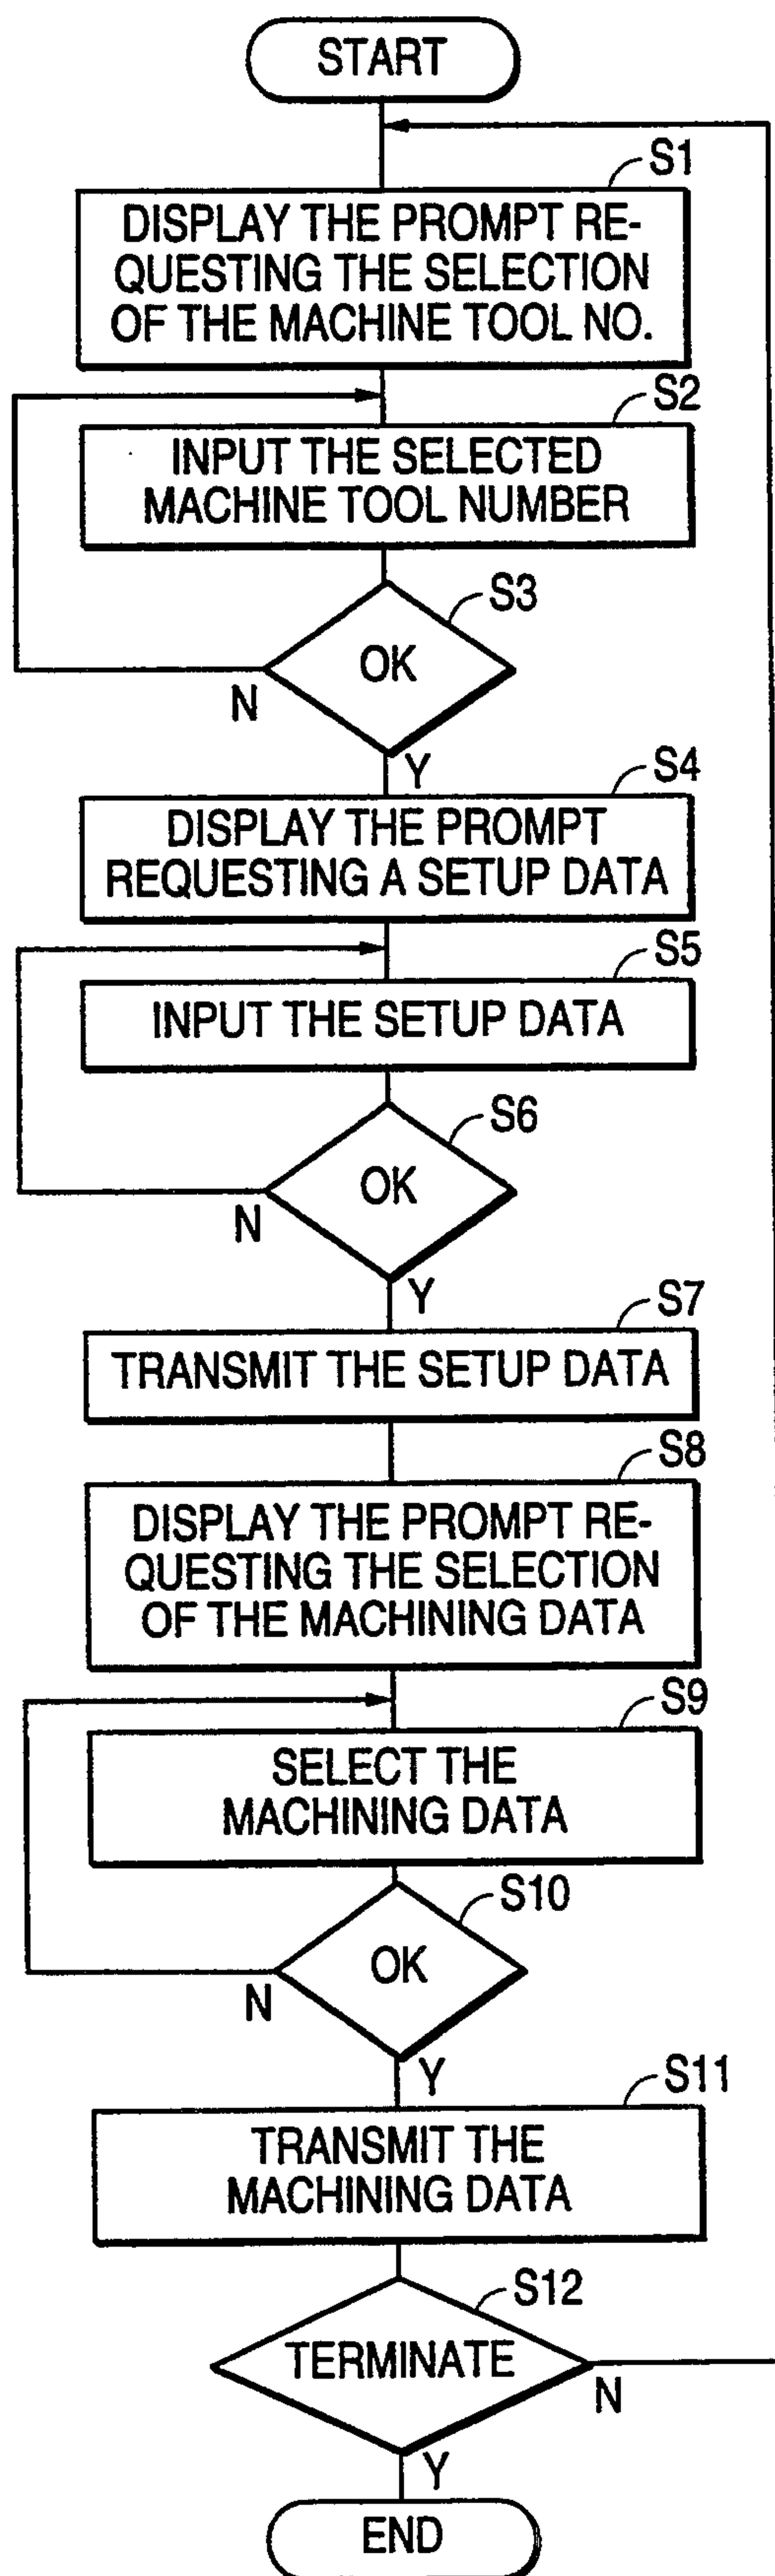 START
S1
DISPLAY THE PROMPT RE-
QUESTING THE SELECTION
OF THE MACHINE TOOL NO.
S2
INPUT THE SELECTED
MACHINE TOOL NUMBER
S3
OK
N
Y
S4
DISPLAY THE PROMPT
REQUESTING A SETUP DATA
S5
INPUT THE SETUP DATA
S6
OK
N
Y
S7
TRANSMIT THE SETUP DATA
S8
DISPLAY THE PROMPT RE-
QUESTING THE SELECTION
OF THE MACHINING DATA
S9
SELECT THE
MACHINING DATA
S10
OK
N
Y
S11
TRANSMIT THE
MACHINING DATA
S12
TERMINATE
N
Y
END